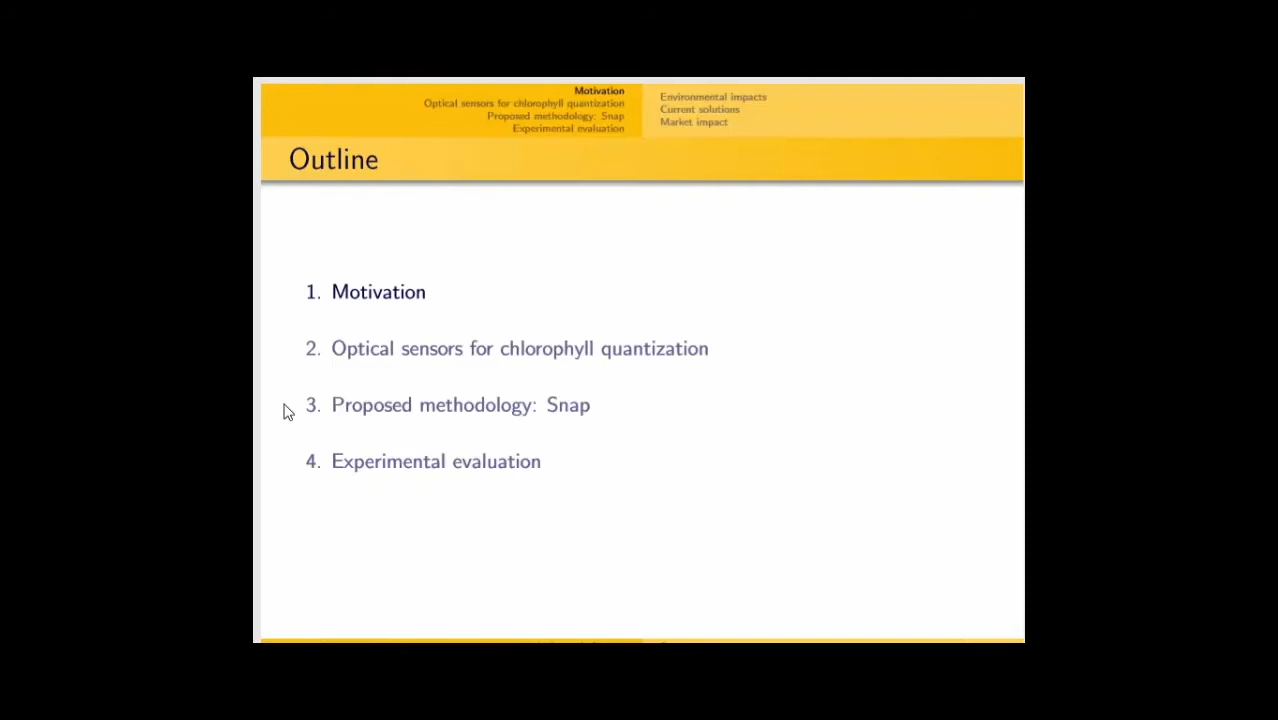 Motivation
Optical sensors for chlorophyll quantization
Proposed methodology: Snap
Experimental evaluation
Environmental impacts
Current solutions
Market impact
Outline
1. Motivation
2. Optical sensors for chlorophyll quantization
3. Proposed methodology: Snap
4. Experimental evaluation